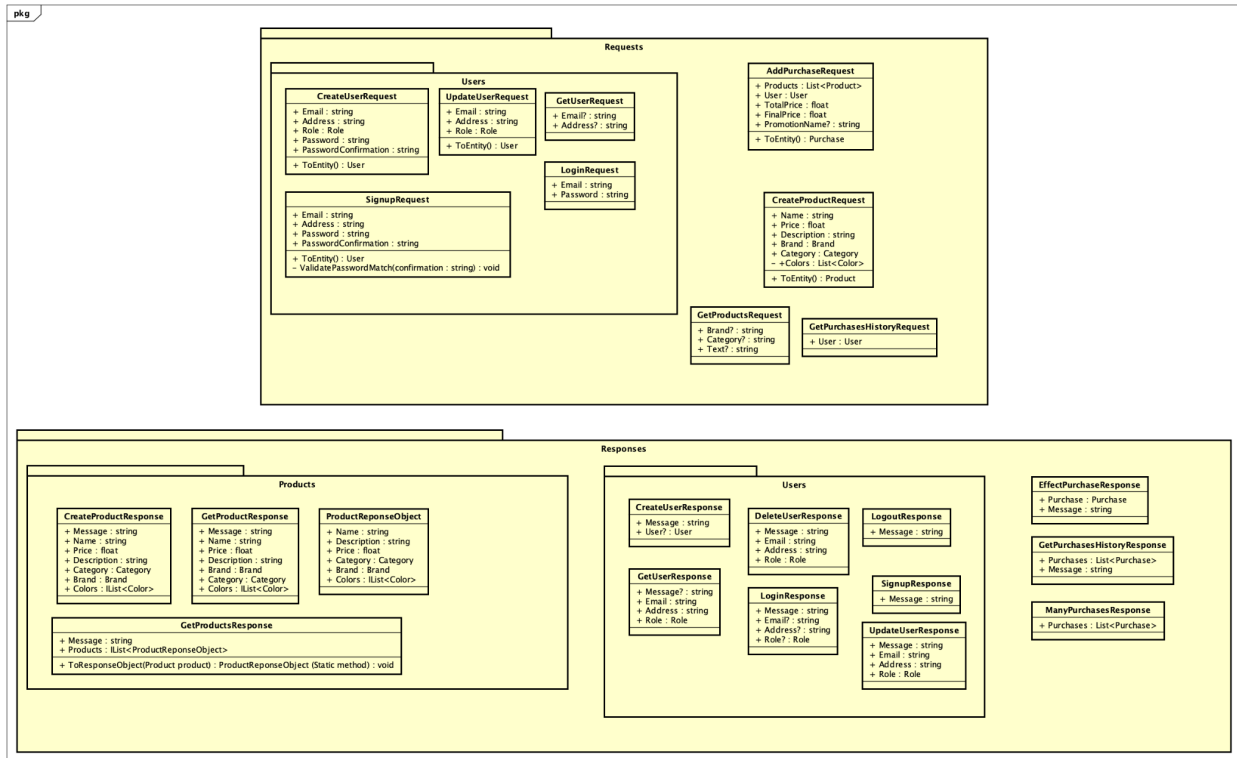 pkg
Requests
Users
CreateUserRequest
+ Email : string
+ Address : string
+ Role : Role
+ Password : string
+ PasswordConfirmation : string
+ ToEntity() : User
UpdateUserRequest
+ Email : string
+ Address : string
+ Role : Role
+ ToEntity() : User
GetUserRequest
+ Email? : string
+ Address? : string
LoginRequest
+ Email : string
+ Password : string
SignupRequest
+ Email : string
+ Address : string
+ Password : string
+ PasswordConfirmation : string
+ ToEntity() : User
- ValidatePasswordMatch(confirmation : string) : void
AddPurchaseRequest
+ Products : List<Product>
+ User : User
+ TotalPrice : float
+ FinalPrice : float
+ PromotionName? : string
+ ToEntity() : Purchase
CreateProductRequest
+ Name : string
+ Price : float
+ Description : string
+ Brand : Brand
+ Category : Category
- +Colors : List<Color>
+ ToEntity() : Product
GetProductsRequest
+ Brand? : string
+ Category? : string
+ Text? : string
GetPurchasesHistoryRequest
+ User : User
Responses
Products
CreateProductResponse
+ Message : string
+ Name : string
+ Price : float
+ Description : string
+ Category : Category
+ Brand : Brand
+ Colors : IList<Color>
GetProductResponse
+ Message : string
+ Name : string
+ Price : float
+ Description : string
+ Brand : Brand
+ Category : Category
+ Colors : IList<Color>
ProductReponseObject
+ Name : string
+ Description : string
+ Price : float
+ Category : Category
+ Brand : Brand
+ Colors : IList<Color>
GetProductsResponse
+ Message : string
+ Products : IList<ProductReponseObject>
+ ToResponseObject(Product product) : ProductReponseObject (Static method) : void
Users
CreateUserResponse
+ Message : string
+ User? : User
DeleteUserResponse
+ Message : string
+ Email : string
+ Address : string
+ Role : Role
LogoutResponse
+ Message : string
GetUserResponse
+ Message? : string
+ Email : string
+ Address : string
+ Role : Role
LoginResponse
+ Message : string
+ Email? : string
+ Address? : string
+ Role? : Role
SignupResponse
+ Message : string
UpdateUserResponse
+ Message : string
+ Email : string
+ Address : string
+ Role : Role
EffectPurchaseResponse
+ Purchase : Purchase
+ Message : string
GetPurchasesHistoryResponse
+ Purchases : List<Purchase>
+ Message : string
ManyPurchasesResponse
+ Purchases : List<Purchase>